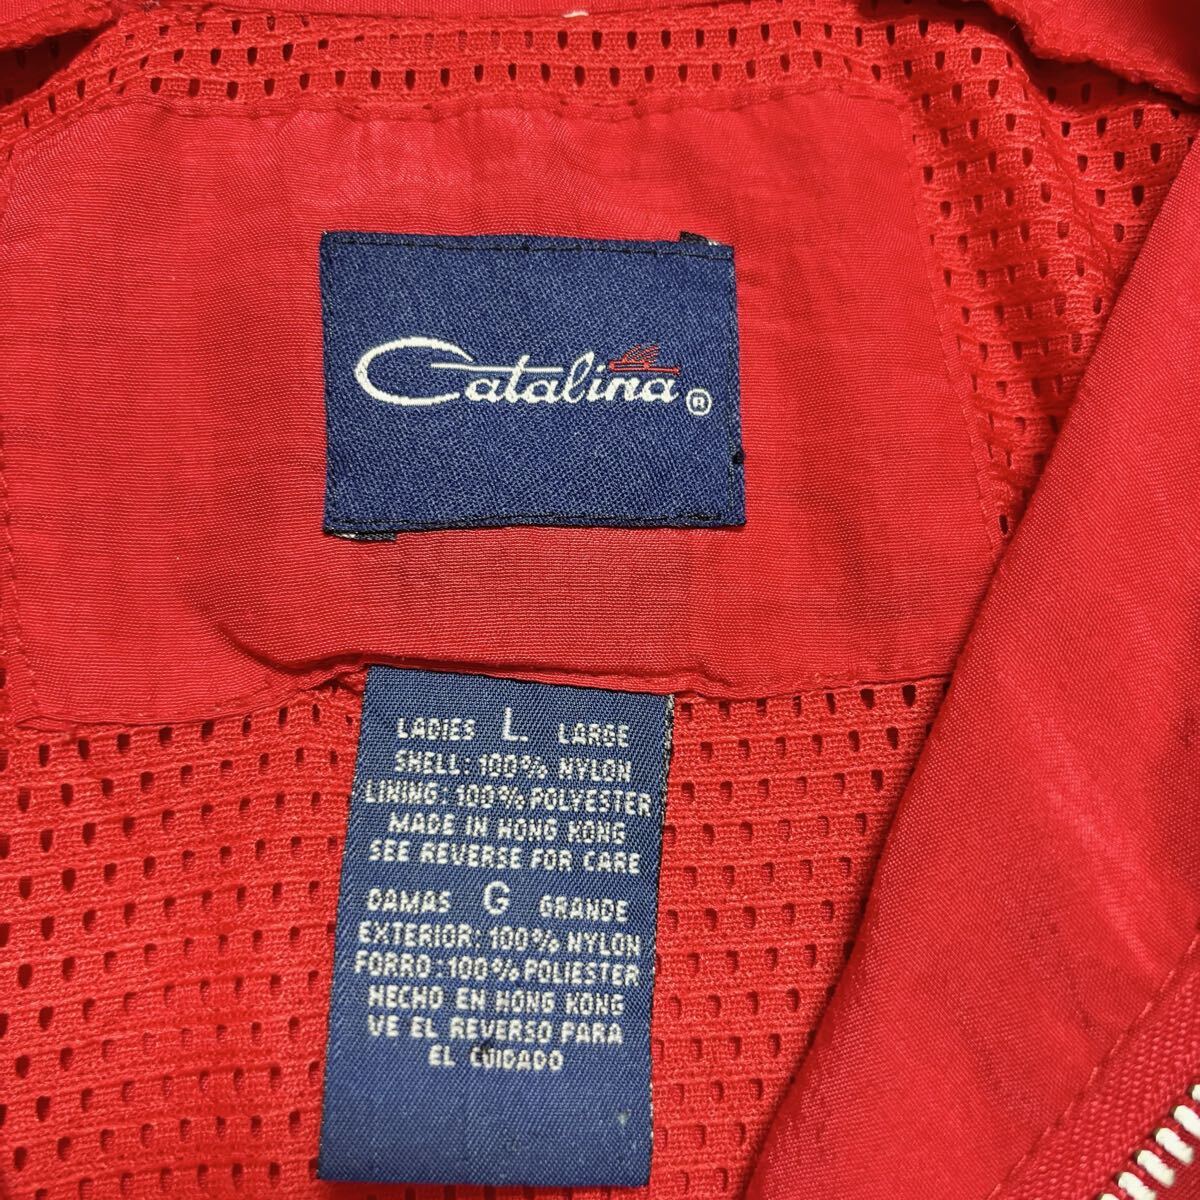 Catalina ®
LADIES L LARGE
SHELL: 100% NYLON
LINING: 100% POLYESTER
MADE IN HONG KONG
SEE REVERSE FOR CARE
DAMAS G GRANDE
EXTERIOR: 100% NYLON
FORRO: 100% POLIESTER
HECHO EN HONG KONG
VE EL REVERSO PARA
EL CUIDADO